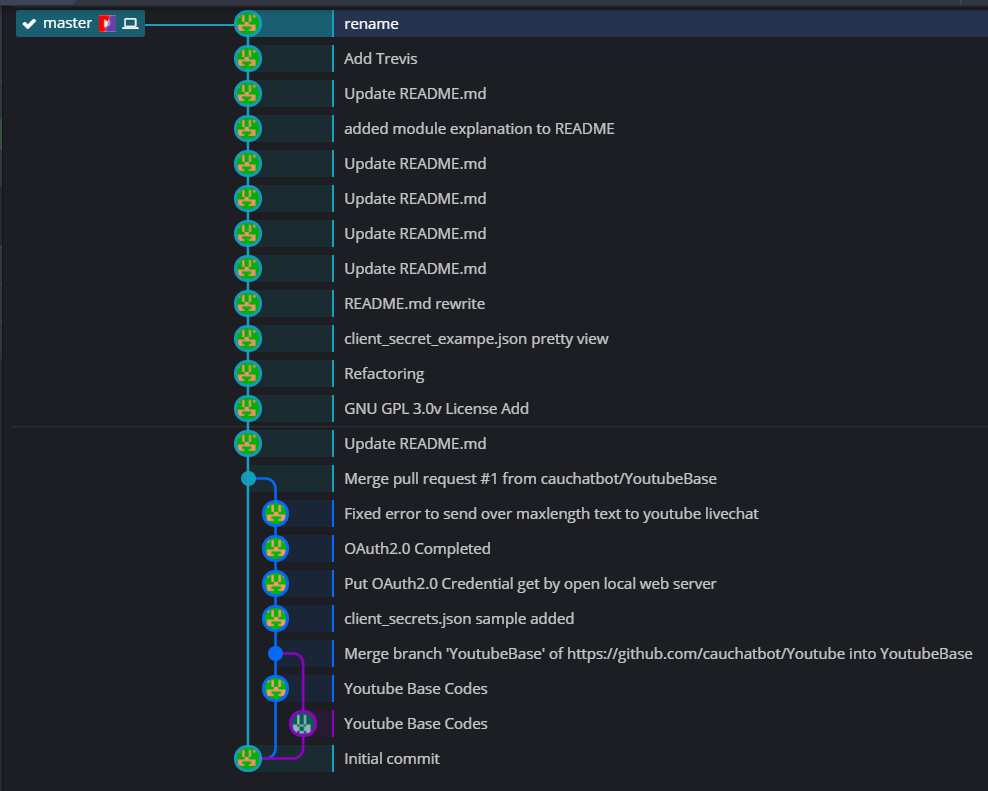 master
rename
Add Trevis
Update README.md
added module explanation to README
Update README.md
Update README.md
Update README.md
Update README.md
README.md rewrite
client_secret_exampe.json pretty view
Refactoring
GNU GPL 3.0v License Add
Update README.md
Merge pull request #1 from cauchatbot/YoutubeBase
Fixed error to send over maxlength text to youtube livechat
OAuth2.0 Completed
Put OAuth2.0 Credential get by open local web server
client_secrets.json sample added
Merge branch 'YoutubeBase' of https://github.com/cauchatbot/Youtube into YoutubeBase
Youtube Base Codes
Youtube Base Codes
Initial commit